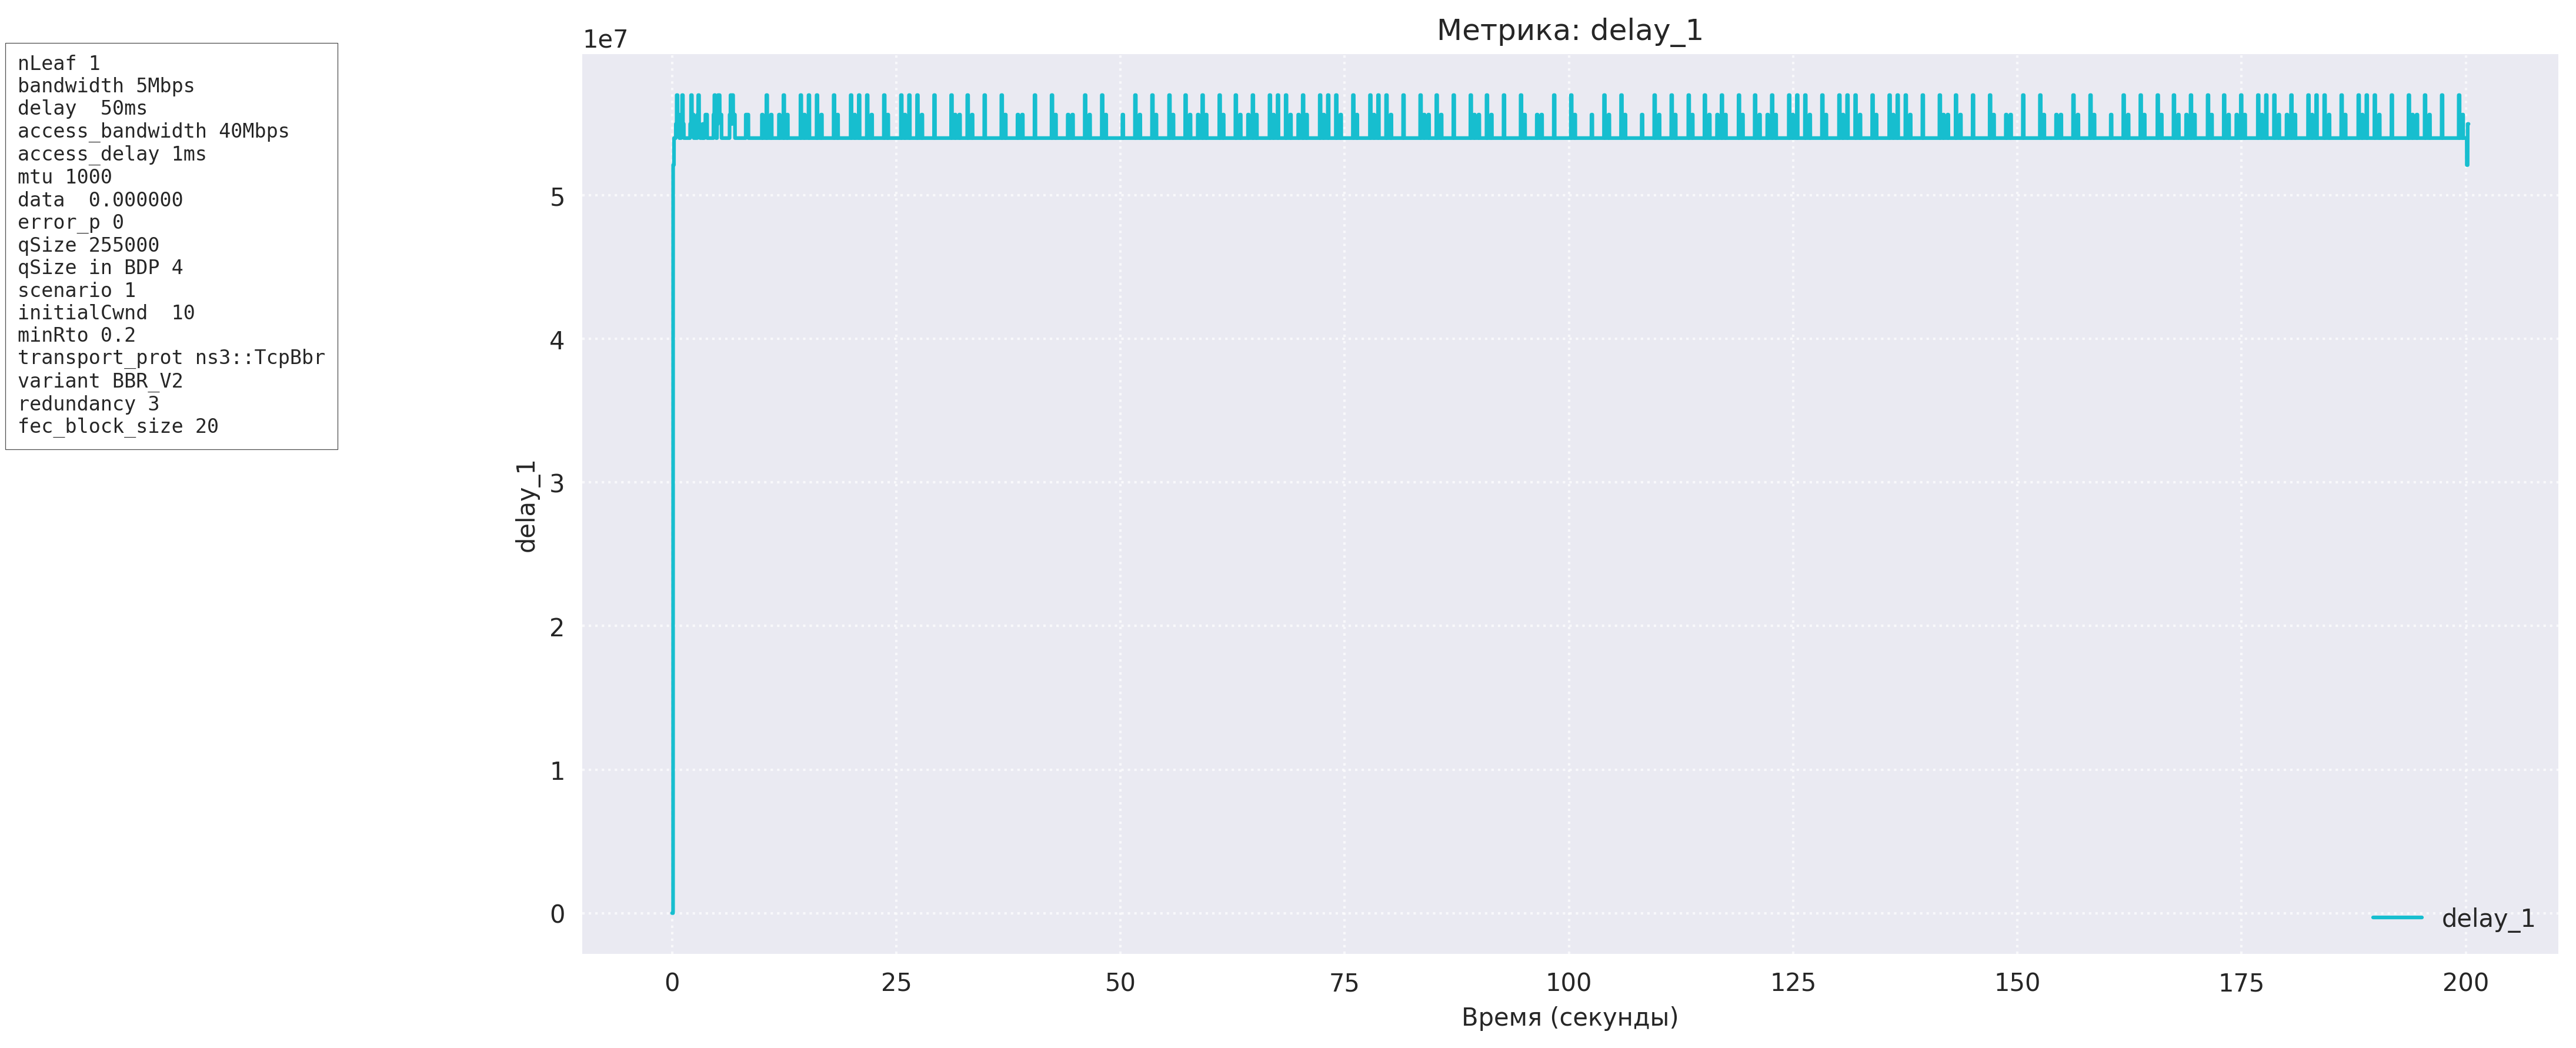 nLeaf 1
bandwidth 5Mbps
delay  50ms
access_bandwidth 40Mbps
access_delay 1ms
mtu 1000
data  0.000000
error_p 0
qSize 255000
qSize in BDP 4
scenario 1
initialCwnd  10
minRto 0.2
transport_prot ns3::TcpBbr
variant BBR_V2
redundancy 3
fec_block_size 20
Метрика: delay_1
1e7
5
4
3
2
1
0
delay_1
delay_1
0 25 50 75 100 125 150 175 200
Время (секунды)